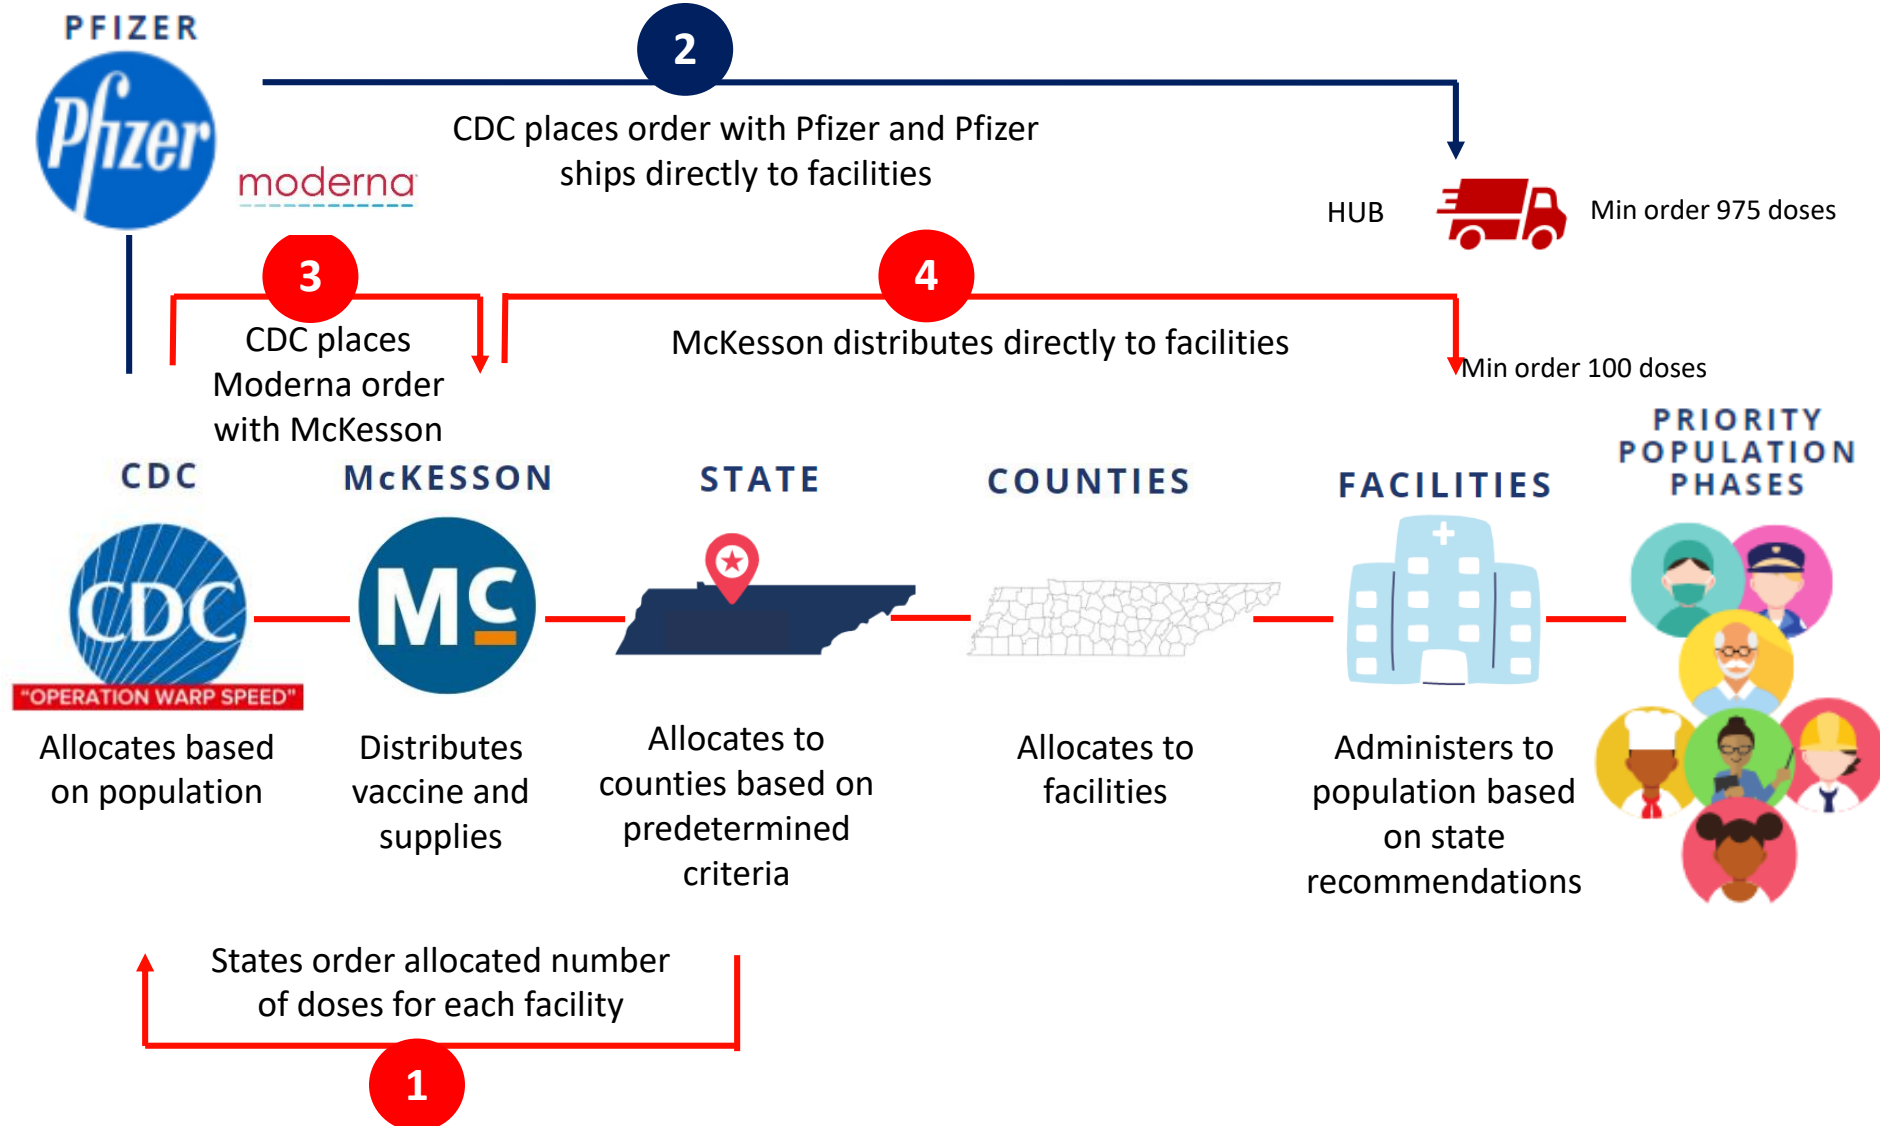 PFIZER
Pfizer
moderna
2
CDC places order with Pfizer and Pfizer
ships directly to facilities
HUB
Min order 975 doses
3
CDC places
Moderna order
with McKesson
4
McKesson distributes directly to facilities
Min order 100 doses
CDC
McKESSON
STATE
COUNTIES
FACILITIES
PRIORITY
POPULATION
PHASES
CDC
"OPERATION WARP SPEED"
Mc
Allocates based
on population
Distributes
vaccine and
supplies
Allocates to
counties based on
predetermined
criteria
Allocates to
facilities
Administers to
population based
on state
recommendations
States order allocated number
of doses for each facility
1